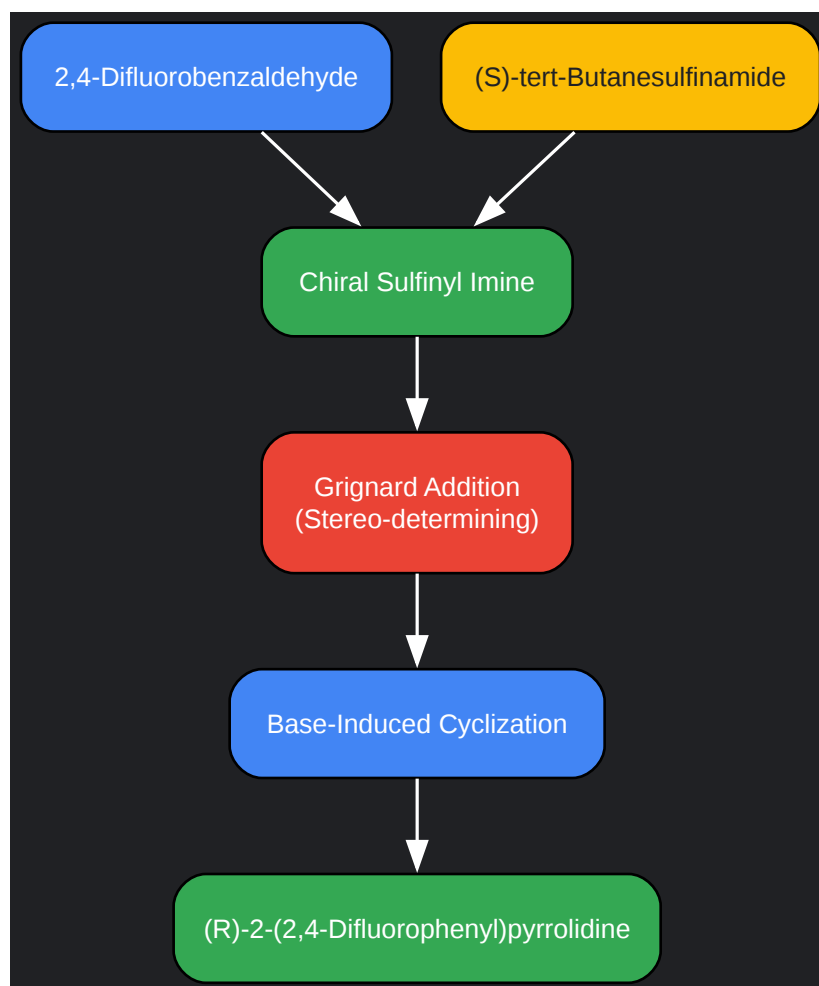 2,4-Difluorobenzaldehyde
(S)-tert-Butanesulfinamide
Chiral Sulfinyl Imine
Grignard Addition
(Stereo-determining)
Base-Induced Cyclization
(R)-2-(2,4-Difluorophenyl)pyrrolidine